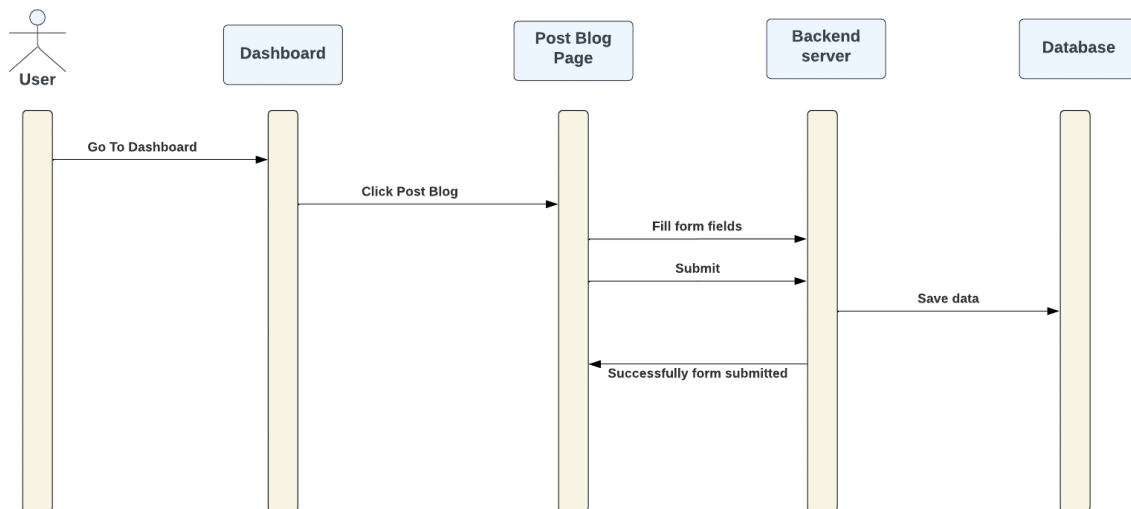 User
Dashboard
Post Blog
Page
Backend
server
Database
Go To Dashboard
Click Post Blog
Fill form fields
Submit
Save data
Successfully form submitted